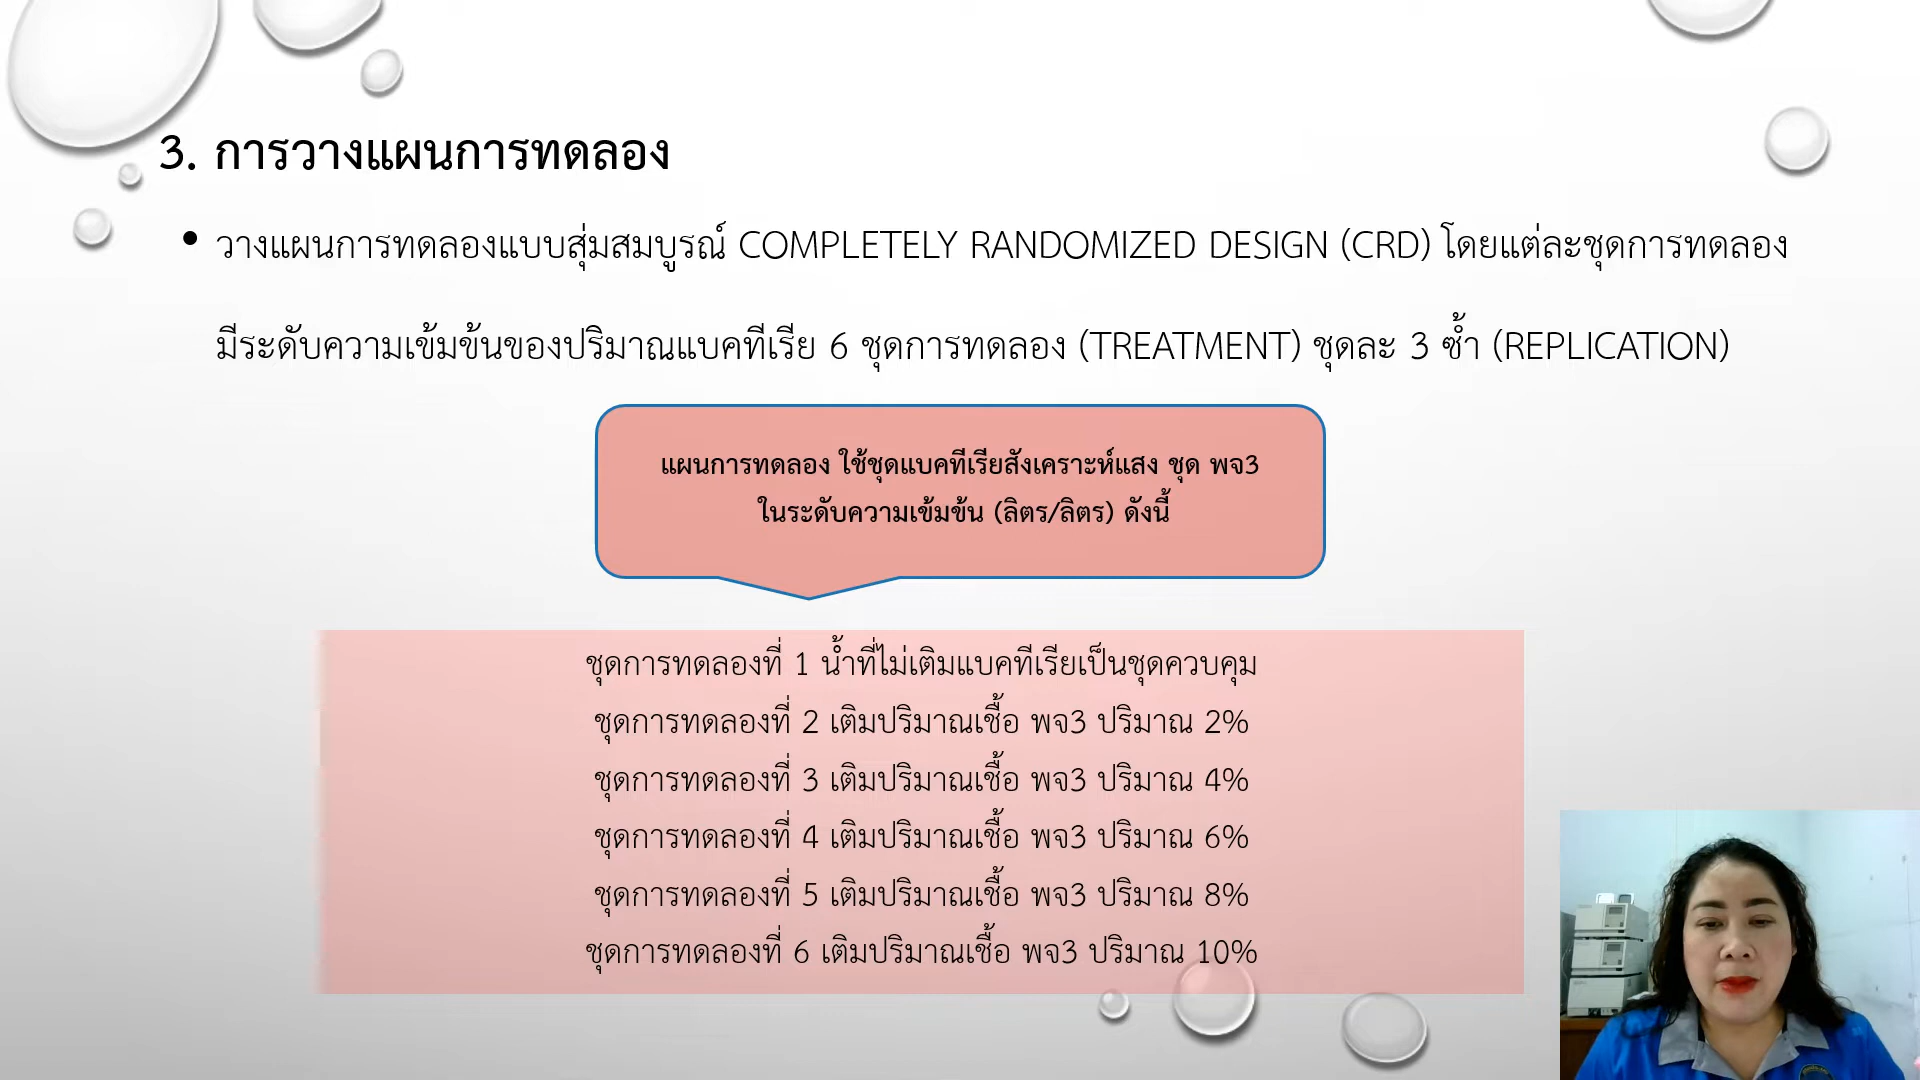 3. การวางแผนการทดลอง
• วางแผนการทดลองแบบสุ่มสมบูรณ์ COMPLETELY RANDOMIZED DESIGN (CRD) โดยแต่ละชุดการทดลอง
มีระดับความเข้มข้นของปริมาณแบคทีเรีย 6 ชุดการทดลอง (TREATMENT) ชุดละ 3 ซ้ำ (REPLICATION)
แผนการทดลอง ใช้ชุดแบคทีเรียสังเคราะห์แสง ชุด พจ3
ในระดับความเข้มข้น (ลิตร/ลิตร) ดังนี้
ชุดการทดลองที่ 1 น้ำที่ไม่เติมแบคทีเรียเป็นชุดควบคุม
ชุดการทดลองที่ 2 เติมปริมาณเชื้อ พจ3 ปริมาณ 2%
ชุดการทดลองที่ 3 เติมปริมาณเชื้อ พจ3 ปริมาณ 4%
ชุดการทดลองที่ 4 เติมปริมาณเชื้อ พจ3 ปริมาณ 6%
ชุดการทดลองที่ 5 เติมปริมาณเชื้อ พจ3 ปริมาณ 8%
ชุดการทดลองที่ 6 เติมปริมาณเชื้อ พจ3 ปริมาณ 10%